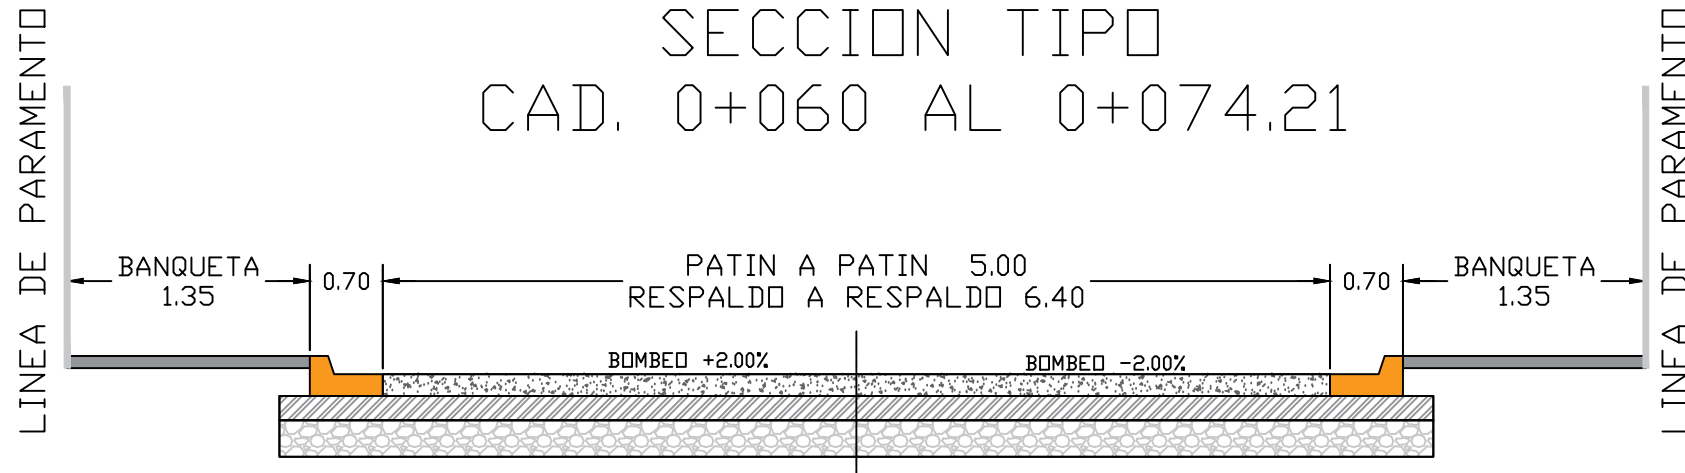 SECCION TIPO
CAD. 0+060 AL 0+074.21
LINEA DE PARAMENTO
BANQUETA
1.35
0.70
PATIN A PATIN 5.00
RESPALDO A RESPALDO 6.40
0.70
BANQUETA
1.35
LINEA DE PARAMENTO
BOMBEO +2.00%
BOMBEO -2.00%